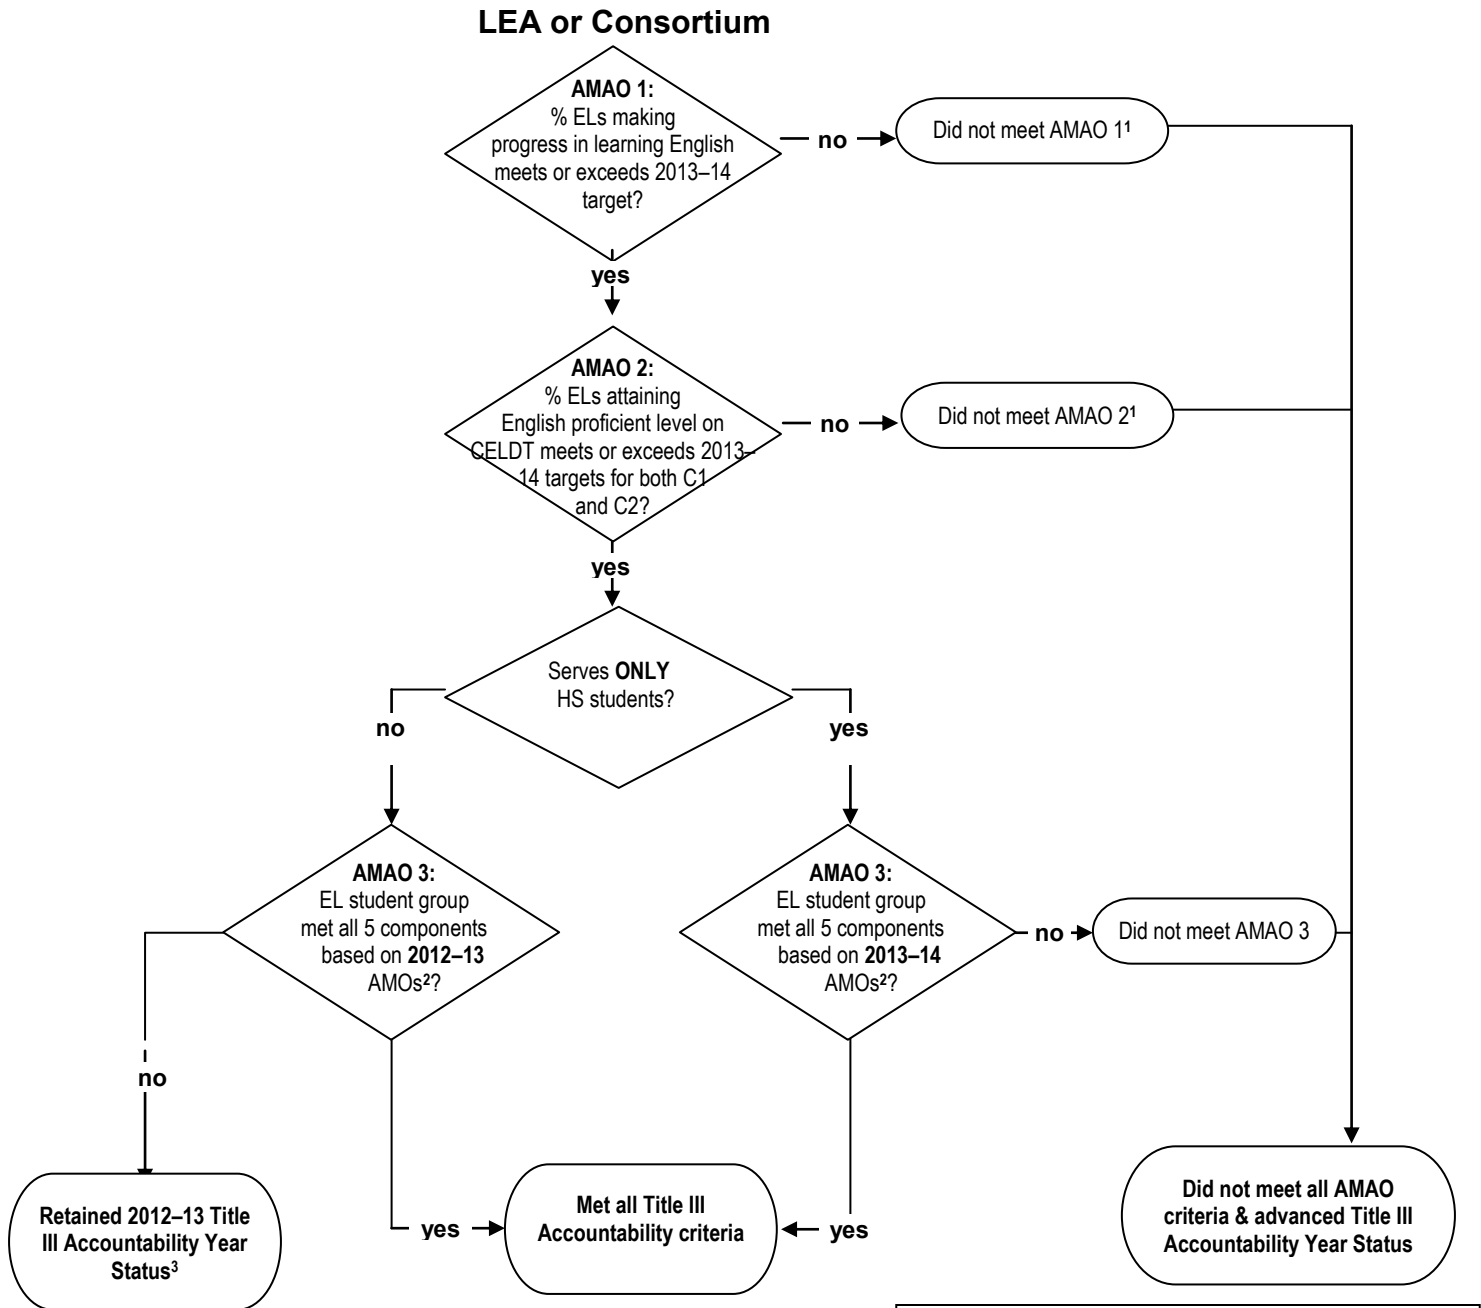 LEA or Consortium
AMAO 1:
% ELs making
progress in learning English
meets or exceeds 2013–14
target?
no
Did not meet AMAO 1¹
yes
AMAO 2:
% ELs attaining
English proficient level on
CELDT meets or exceeds 2013–
14 targets for both C1
and C2?
no
Did not meet AMAO 2¹
yes
Serves ONLY
HS students?
no
yes
AMAO 3:
EL student group
met all 5 components
based on 2012–13
AMOs²?
AMAO 3:
EL student group
met all 5 components
based on 2013–14
AMOs²?
no
Did not meet AMAO 3
no
yes
yes
Retained 2012–13 Title
III Accountability Year
Status³
Met all Title III
Accountability criteria
Did not meet all AMAO
criteria & advanced Title III
Accountability Year Status